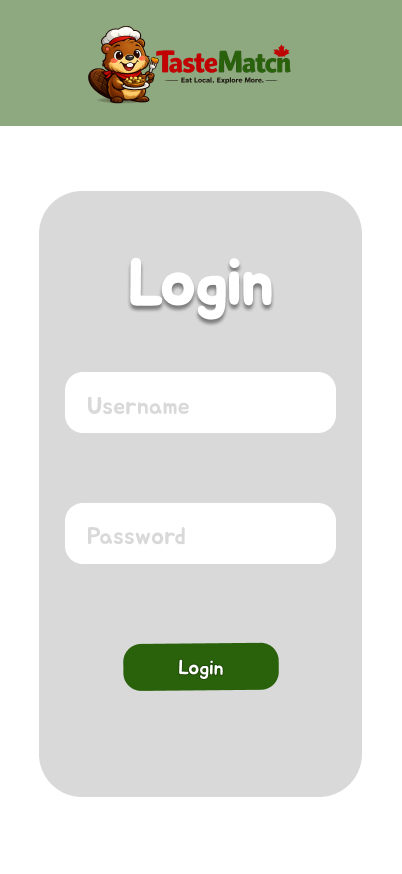 TasteMatch
Eat Local. Explore More.
Login
Username
Password
Login